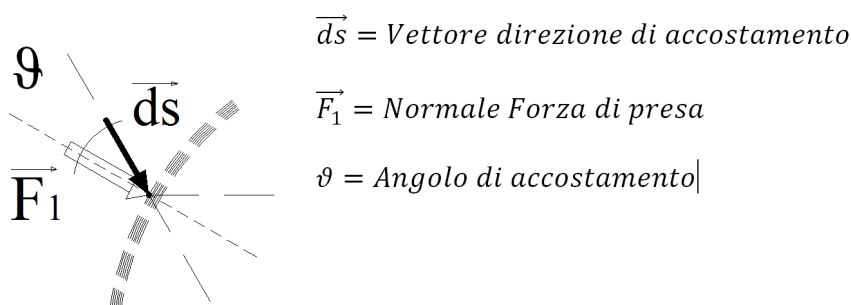 ϑ
ds
F1
ds = Vettore direzione di accostamento
F1 = Normale Forza di presa
ϑ = Angolo di accostamento